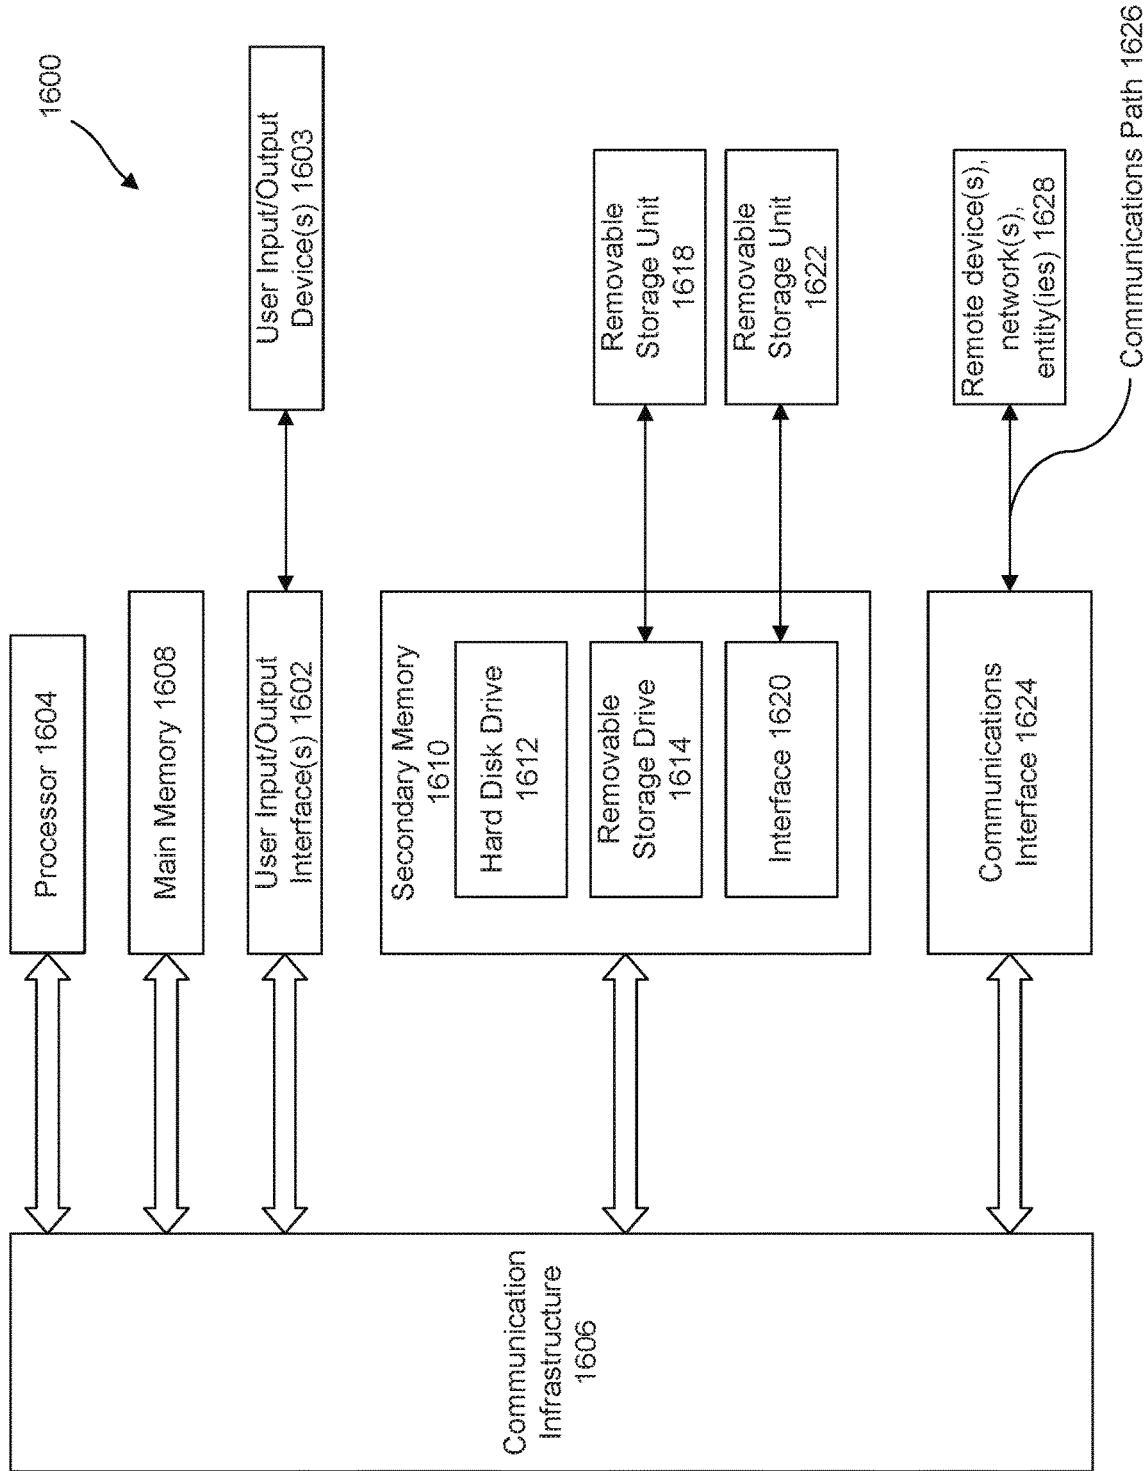 1600
Processor 1604
Main Memory 1608
User Input/Output
Interface(s) 1602
User Input/Output
Device(s) 1603
Communication
Infrastructure
1606
Secondary Memory
1610
Hard Disk Drive
1612
Removable
Storage Drive
1614
Removable
Storage Unit
1618
Interface 1620
Removable
Storage Unit
1622
Communications
Interface 1624
Remote device(s),
network(s),
entity(ies) 1628
Communications Path 1626